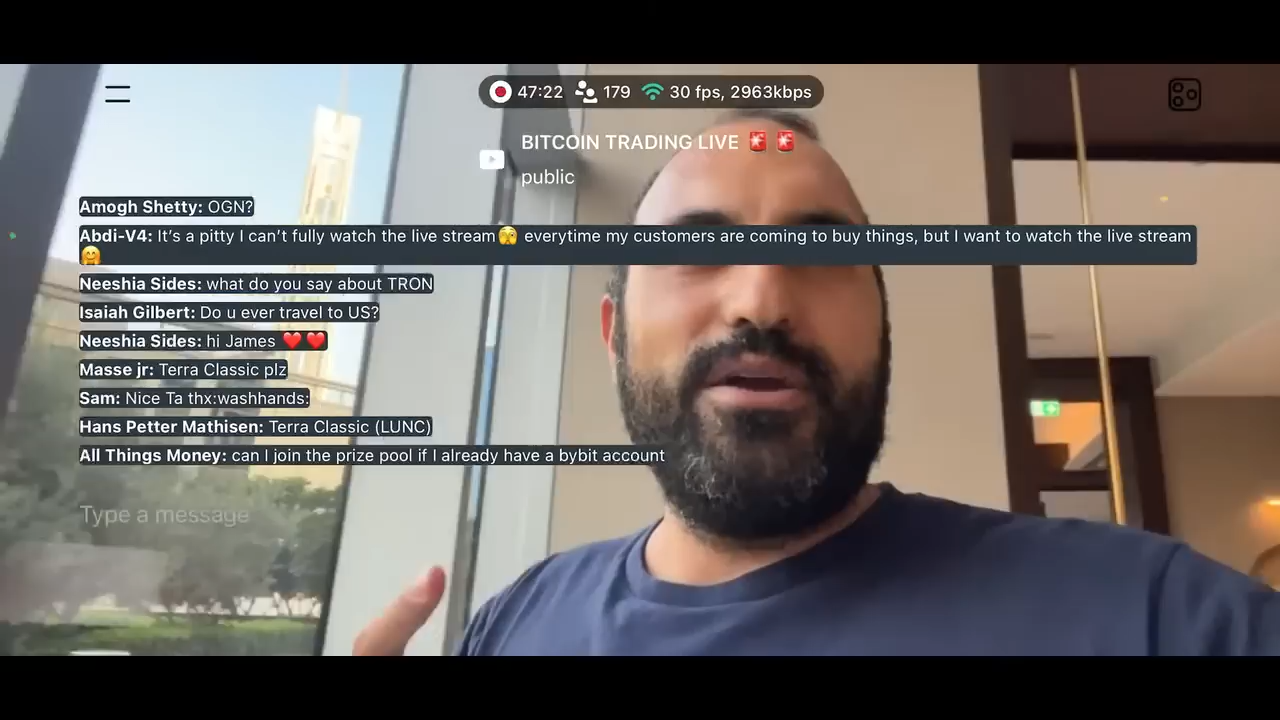 47:22 179 30 fps, 2963kbps
BITCOIN TRADING LIVE 🚨 🚨
public
Amogh Shetty: OGN?
Abdi-V4: It's a pitty I can't fully watch the live stream🫣 everytime my customers are coming to buy things, but I want to watch the live stream
🤗
Neeshia Sides: what do you say about TRON
Isaiah Gilbert: Do u ever travel to US?
Neeshia Sides: hi James ❤️❤️
Masse jr: Terra Classic plz
Sam: Nice Ta thx:washhands:
Hans Petter Mathisen: Terra Classic (LUNC)
All Things Money: can I join the prize pool if I already have a bybit account
Type a message